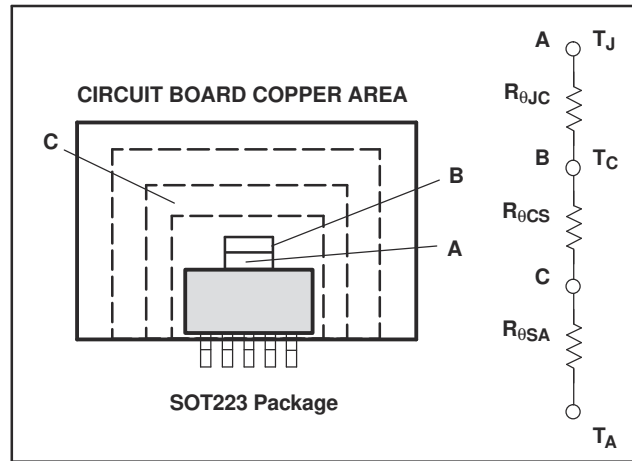 CIRCUIT BOARD COPPER AREA
C
B
A
SOT223 Package
A T_J
R_θJC
B T_C
R_θCS
C
R_θSA
T_A